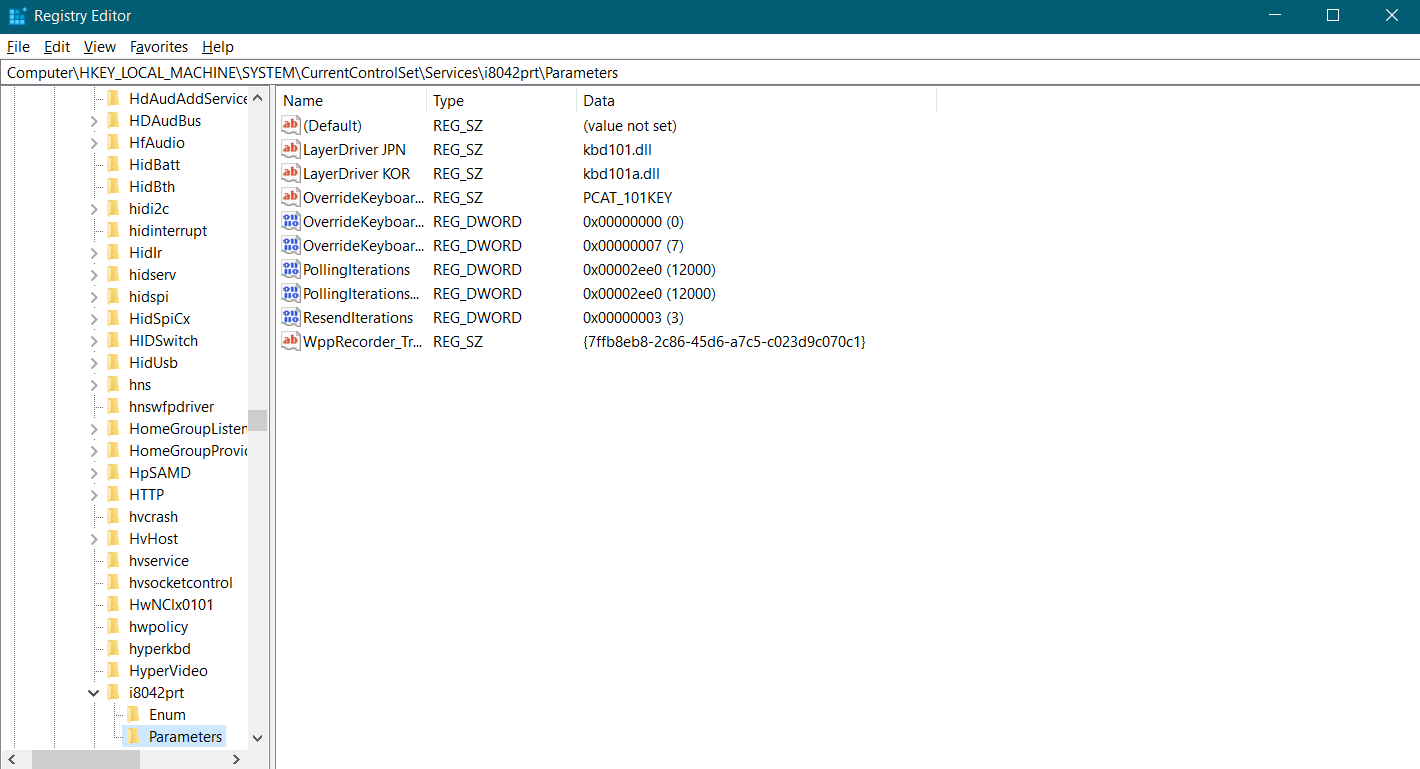 Registry Editor
File Edit View Favorites Help
Computer\HKEY_LOCAL_MACHINE\SYSTEM\CurrentControlSet\Services\i8042prt\Parameters
HdAudAddService
HDAudBus
HfAudio
HidBatt
HidBth
hidi2c
hidinterrupt
HidIr
hidserv
hidspi
HidSpiCx
HIDSwitch
HidUsb
hns
hnswfpdriver
HomeGroupListen
HomeGroupProvic
HpSAMD
HTTP
hvcrash
HvHost
hvservice
hvsocketcontrol
HwNClx0101
hwpolicy
hyperkbd
HyperVideo
i8042prt
Enum
Parameters
Name Type Data
(Default) REG_SZ (value not set)
LayerDriver JPN REG_SZ kbd101.dll
LayerDriver KOR REG_SZ kbd101a.dll
OverrideKeyboar... REG_SZ PCAT_101KEY
OverrideKeyboar... REG_DWORD 0x00000000 (0)
OverrideKeyboar... REG_DWORD 0x00000007 (7)
PollingIterations REG_DWORD 0x00002ee0 (12000)
PollingIterations... REG_DWORD 0x00002ee0 (12000)
ResendIterations REG_DWORD 0x00000003 (3)
WppRecorder_Tr... REG_SZ {7ffb8eb8-2c86-45d6-a7c5-c023d9c070c1}